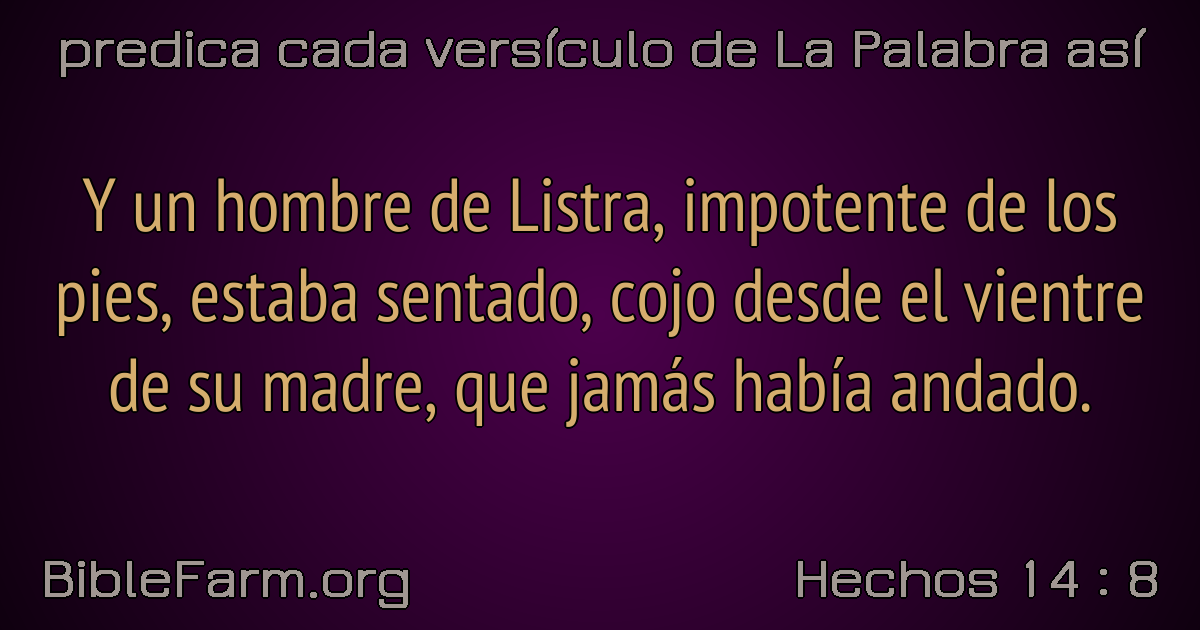 predica cada versículo de La Palabra así
Y un hombre de Listra, impotente de los
pies, estaba sentado, cojo desde el vientre
de su madre, que jamás había andado.
BibleFarm.org
Hechos 14 : 8